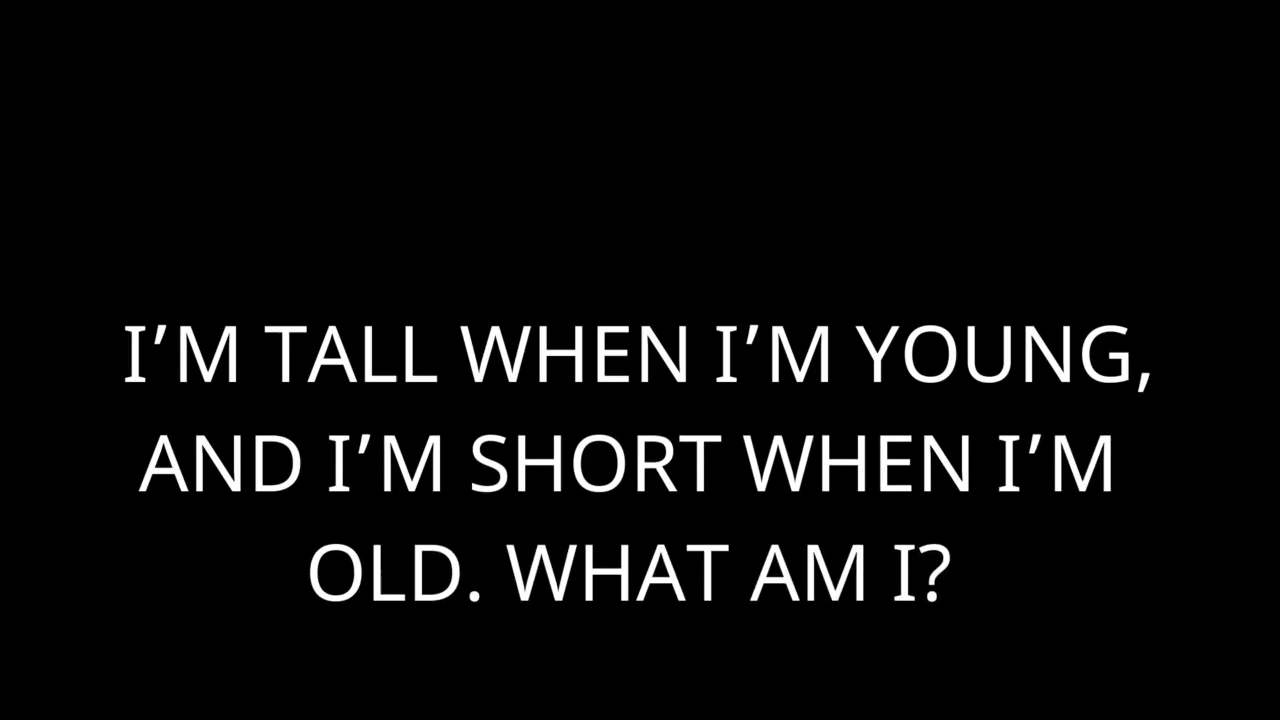 I’M TALL WHEN I’M YOUNG,
AND I’M SHORT WHEN I’M
OLD. WHAT AM I?